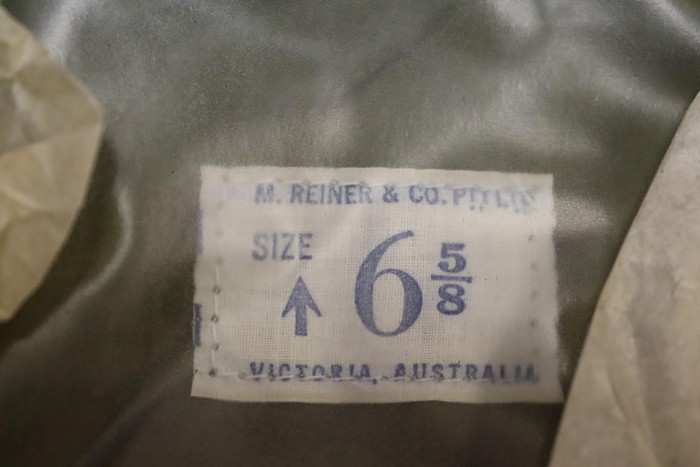 M. REINER & CO. PTY LTD
SIZE 6 5/8
VICTORIA, AUSTRALIA